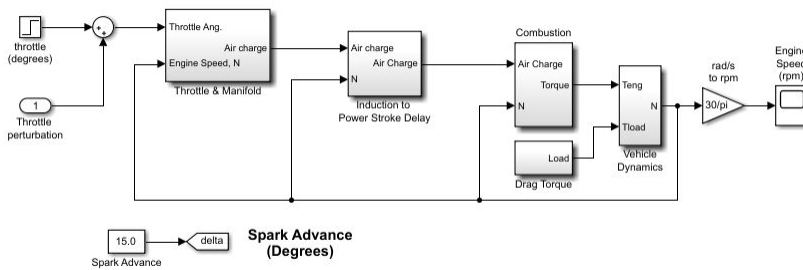 throttle
(degrees)
+
+
1
Throttle
perturbation
Throttle Ang.
Air charge
Engine Speed, N
Throttle & Manifold
Air charge
Air Charge
N
Induction to
Power Stroke Delay
Combustion
Air Charge
Torque
N
Load
Drag Torque
Teng
N
Tload
Vehicle
Dynamics
rad/s
to rpm
30/pi
Speed
(rpm)
15.0
Spark Advance
delta
Spark Advance
(Degrees)